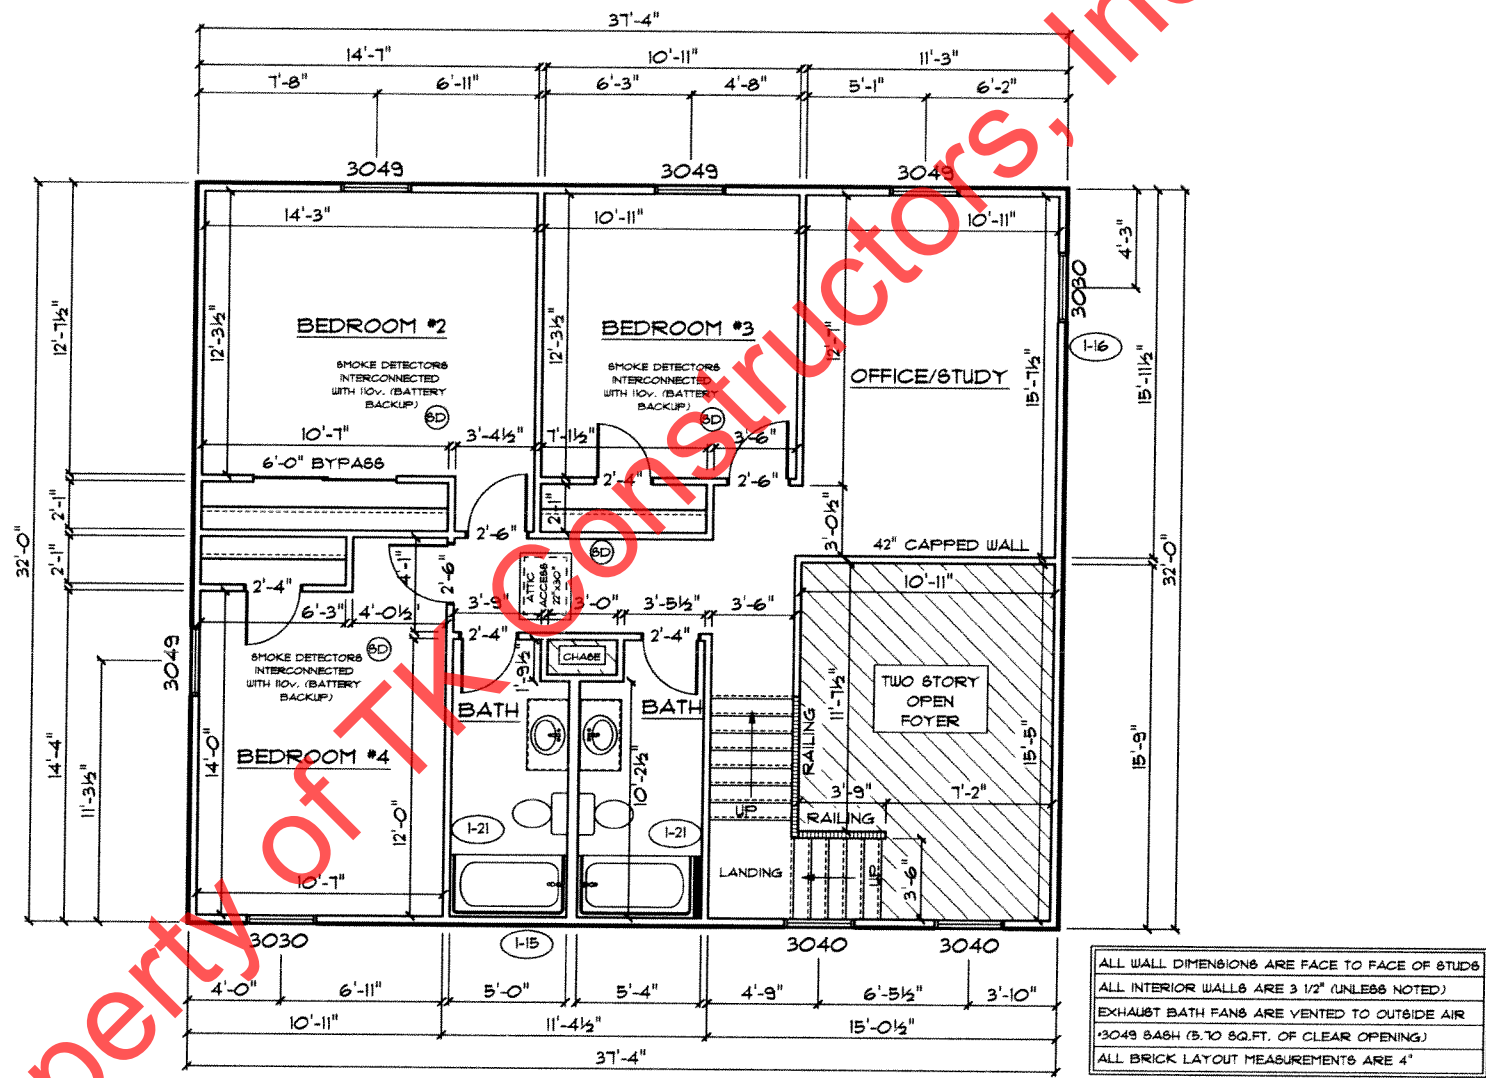 37'-4"
14'-7" 10'-11" 11'-3"
7'-8" 6'-11" 6'-3" 4'-8" 5'-1" 6'-2"
3049 3049 3049
14'-3" 10'-11" 10'-11"
4'-3"
3030
1-16
12'-7½"
12'-3½"
12'-3½"
12'-7"
15'-7½"
15'-11½"
BEDROOM #2 BEDROOM #3
OFFICE/STUDY
SMOKE DETECTORS
INTERCONNECTED
WITH 110v. (BATTERY
BACKUP)
SD
SMOKE DETECTORS
INTERCONNECTED
WITH 110v. (BATTERY
BACKUP)
SD
10'-7" 3'-4½" 7'-1½" 3'-6"
6'-0" BYPASS
2'-4" 2'-6"
2'-1"
2'-1"
2'-1"
2'-6"
32'-0"
32'-0"
3'-0½"
42" CAPPED WALL
SD
4'-1"
2'-6"
ATTIC
ACCESS
22"x30"
2'-4"
10'-11"
6'-3" 4'-0½" 3'-9" 3'-0" 3'-5½" 3'-6"
2'-4" 2'-4"
3049
SD
SMOKE DETECTORS
INTERCONNECTED
WITH 110v. (BATTERY
BACKUP)
1'-9½"
CHASE
BATH BATH
TWO STORY
OPEN
FOYER
11'-7½"
RAILING
BEDROOM #4
14'-4"
11'-3½"
14'-0"
12'-0"
10'-2½"
15'-5"
15'-9"
3'-9" 7'-2"
UP
RAILING
1-21 1-21
LANDING
UP
3'-6"
10'-7"
3030
1-15
3040 3040
4'-0" 6'-11" 5'-0" 5'-4" 4'-9" 6'-5½" 3'-10"
10'-11" 11'-4½" 15'-0½"
37'-4"
ALL WALL DIMENSIONS ARE FACE TO FACE OF STUDS
ALL INTERIOR WALLS ARE 3 1/2" (UNLESS NOTED)
EXHAUST BATH FANS ARE VENTED TO OUTSIDE AIR
*3049 SASH (5.70 SQ.FT. OF CLEAR OPENING)
ALL BRICK LAYOUT MEASUREMENTS ARE 4"
perty of TK Constructors, Inc